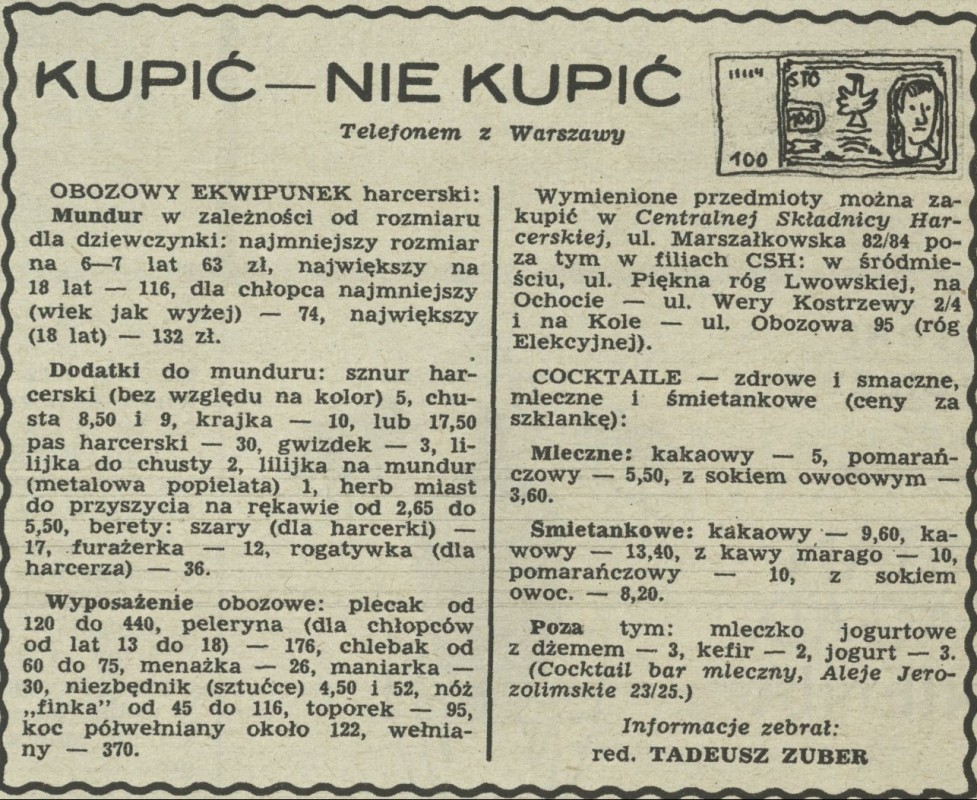 KUPIĆ — NIE KUPIĆ
Telefonem z Warszawy
STO
100
100
OBOZOWY EKWIPUNEK harcerski:
Mundur w zależności od rozmiaru
dla dziewczynki: najmniejszy rozmiar
na 6—7 lat 63 zł, największy na
18 lat — 116, dla chłopca najmniejszy
(wiek jak wyżej) — 74, największy
(18 lat) — 132 zł.
Dodatki do munduru: sznur har-
cerski (bez względu na kolor) 5, chu-
sta 8,50 i 9, krajka — 10, lub 17,50
pas harcerski — 30, gwizdek — 3, li-
lijka do chusty 2, lilijka na mundur
(metalowa popielata) 1, herb miast
do przyszycia na rękawie od 2,65 do
5,50, berety: szary (dla harcerki) —
17, furażerka — 12, rogatywka (dla
harcerza) — 36.
Wyposażenie obozowe: plecak od
120 do 440, peleryna (dla chłopców
od lat 13 do 18) — 176, chlebak od
60 do 75, menażka — 26, maniarka —
30, niezbędnik (sztućce) 4,50 i 52, nóż
„finka” od 45 do 116, toporek — 95,
koc półwełniany około 122, wełnia-
ny — 370.
Wymienione przedmioty można za-
kupić w Centralnej Składnicy Har-
cerskiej, ul. Marszałkowska 82/84 po-
za tym w filiach CSH: w śródmie-
ściu, ul. Piękna róg Lwowskiej, na
Ochocie — ul. Wery Kostrzewy 2/4
i na Kole — ul. Obozowa 95 (róg
Elekcyjnej).
COCKTAILE — zdrowe i smaczne,
mleczne i śmietankowe (ceny za
szklankę):
Mleczne: kakaowy — 5, pomarań-
czowy — 5,50, z sokiem owocowym —
3,60.
Śmietankowe: kakaowy — 9,60, ka-
wowy — 13,40, z kawy marago — 10,
pomarańczowy — 10, z sokiem
owoc. — 8,20.
Poza tym: mleczko jogurtowe
z dżemem — 3, kefir — 2, jogurt — 3.
(Cocktail bar mleczny, Aleje Jero-
zolimskie 23/25.)
Informacje zebrał:
red. TADEUSZ ZUBER